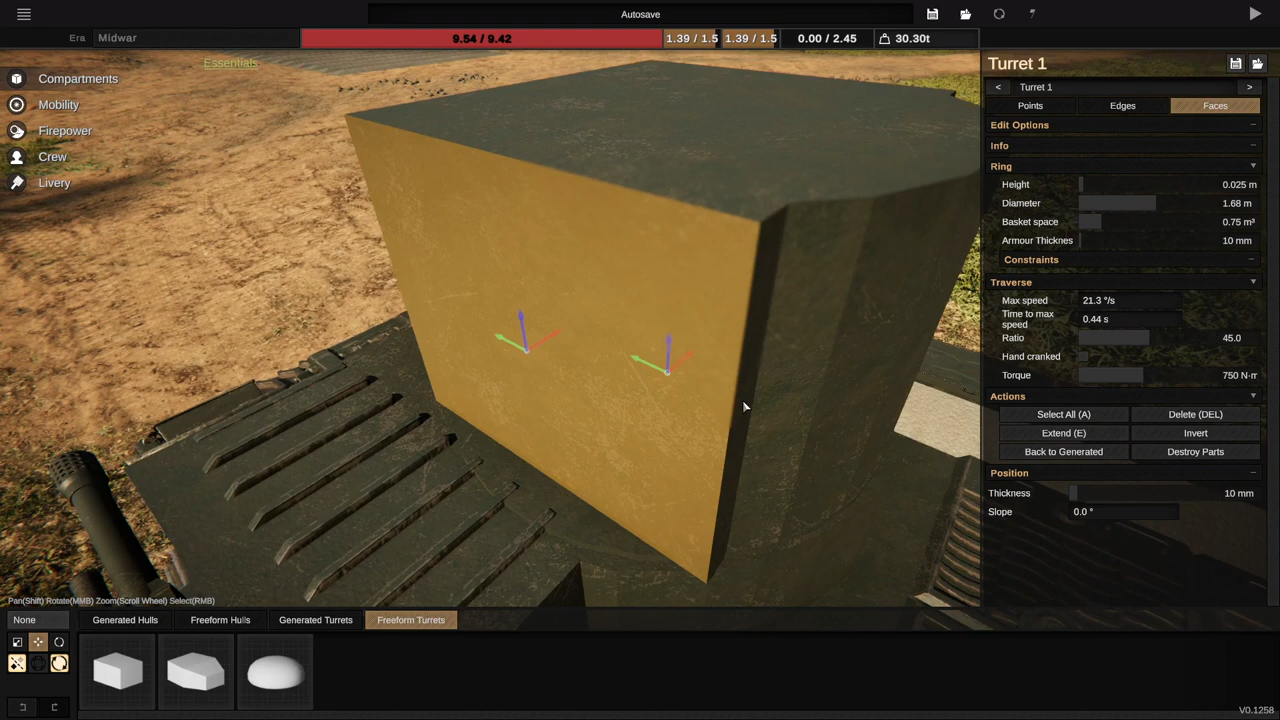 Autosave
Era
Midwar
9.54 / 9.42
1.39 / 1.5
1.39 / 1.5
0.00 / 2.45
30.30t
Essentials
Compartments
Mobility
Firepower
Crew
Livery
Turret 1
<
Turret 1
>
Points
Edges
Faces
Edit Options
Info
Ring
Height
0.025 m
Diameter
1.68 m
Basket space
0.75 m³
Armour Thicknes
10 mm
Constraints
Traverse
Max speed
21.3 °/s
Time to max
speed
0.44 s
Ratio
45.0
Hand cranked
Torque
750 N·m
Actions
Select All (A)
Delete (DEL)
Extend (E)
Invert
Back to Generated
Destroy Parts
Position
Thickness
10 mm
Slope
0.0 °
Pan(Shift) Rotate(MMB) Zoom(Scroll Wheel) Select(RMB)
None
Generated Hulls
Freeform Hulls
Generated Turrets
Freeform Turrets
V0.1258